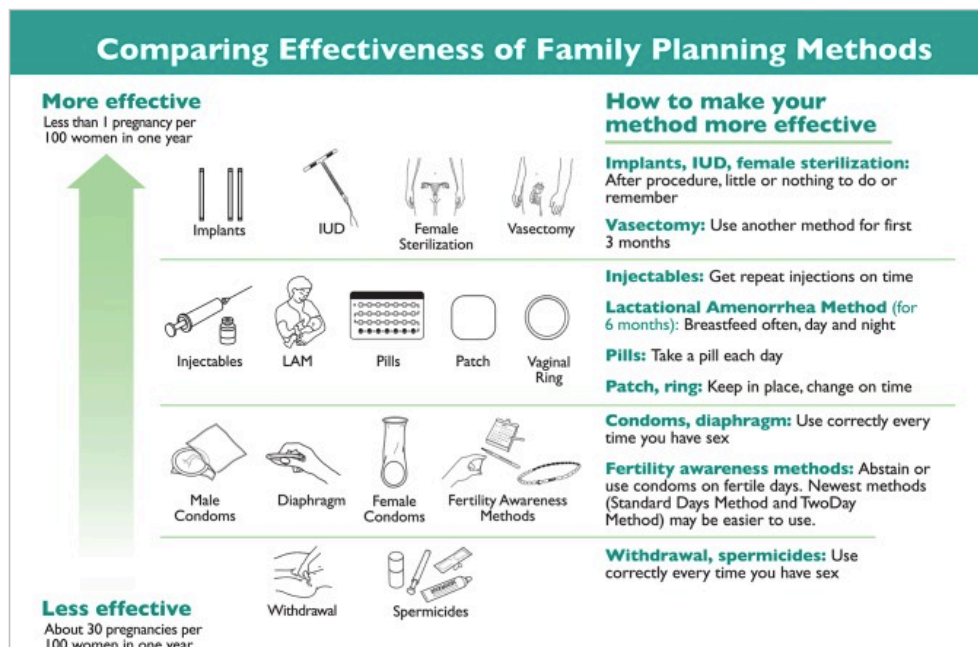 Comparing Effectiveness of Family Planning Methods
More effective
Less than 1 pregnancy per
100 women in one year
Implants
IUD
Female
Sterilization
Vasectomy
Injectables
LAM
Pills
Patch
Vaginal
Ring
Male
Condoms
Diaphragm
Female
Condoms
Fertility Awareness
Methods
Withdrawal
Spermicides
Less effective
About 30 pregnancies per
100 women in one year
How to make your
method more effective
Implants, IUD, female sterilization:
After procedure, little or nothing to do or
remember
Vasectomy: Use another method for first
3 months
Injectables: Get repeat injections on time
Lactational Amenorrhea Method (for
6 months): Breastfeed often, day and night
Pills: Take a pill each day
Patch, ring: Keep in place, change on time
Condoms, diaphragm: Use correctly every
time you have sex
Fertility awareness methods: Abstain or
use condoms on fertile days. Newest methods
(Standard Days Method and TwoDay
Method) may be easier to use.
Withdrawal, spermicides: Use
correctly every time you have sex